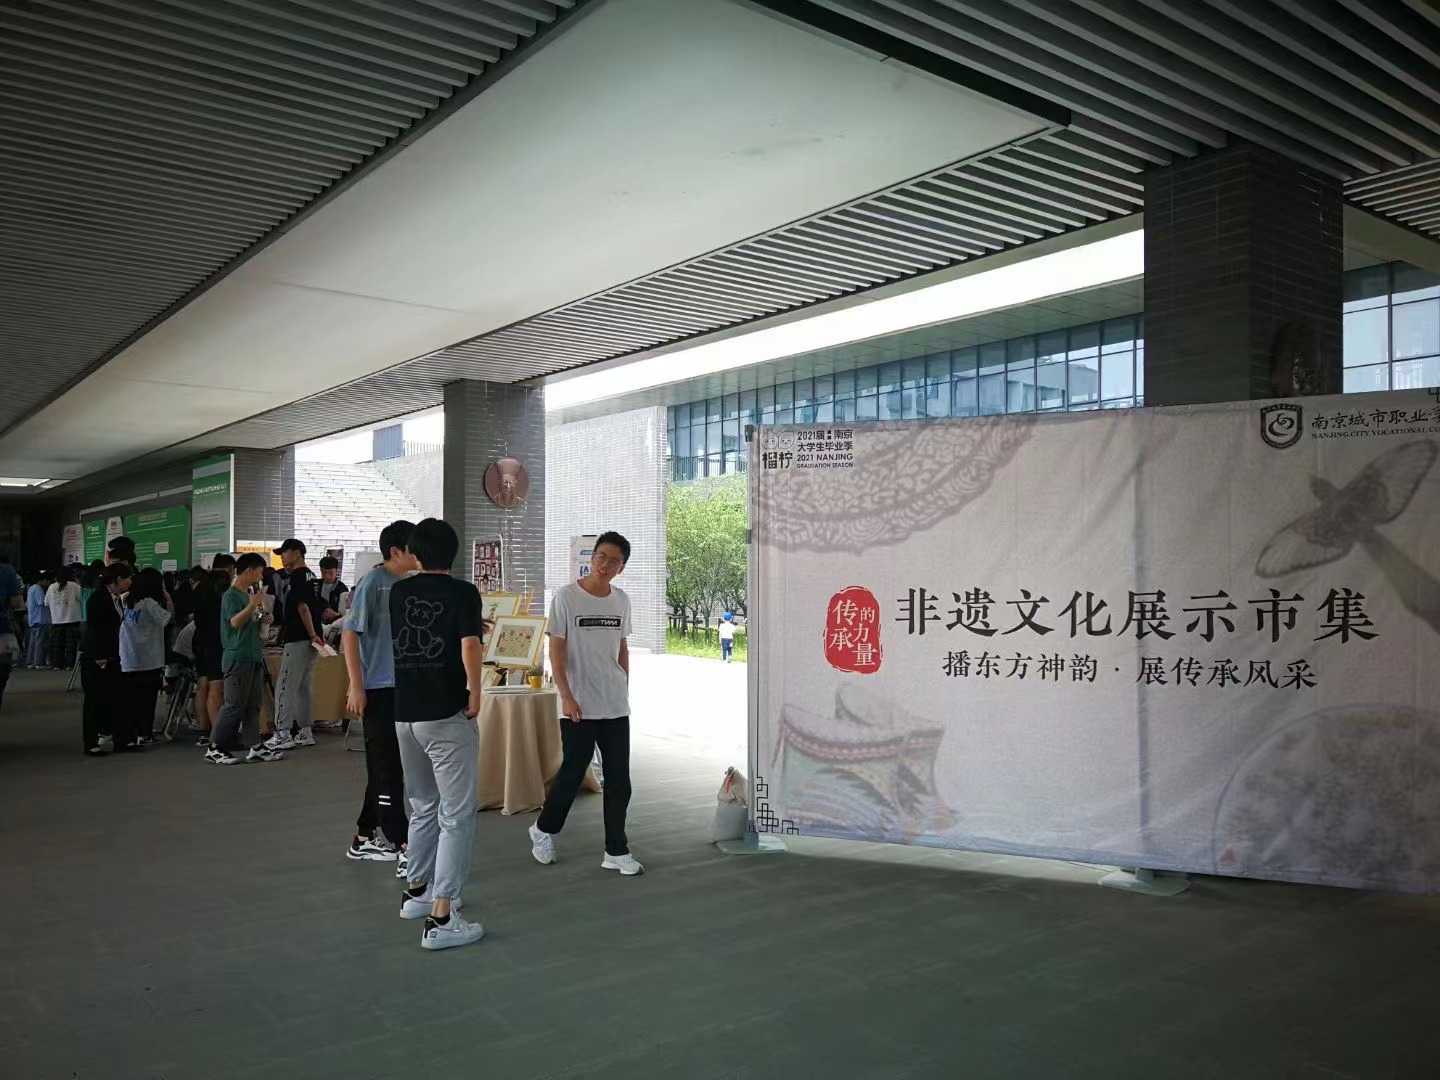 2021届 南京
大学生毕业季
榴柠
2021 NANJING
GRADUATION SEASON
南京城市职业
NANJING CITY VOCATIONAL
传承的力量
非遗文化展示市集
播东方神韵·展传承风采